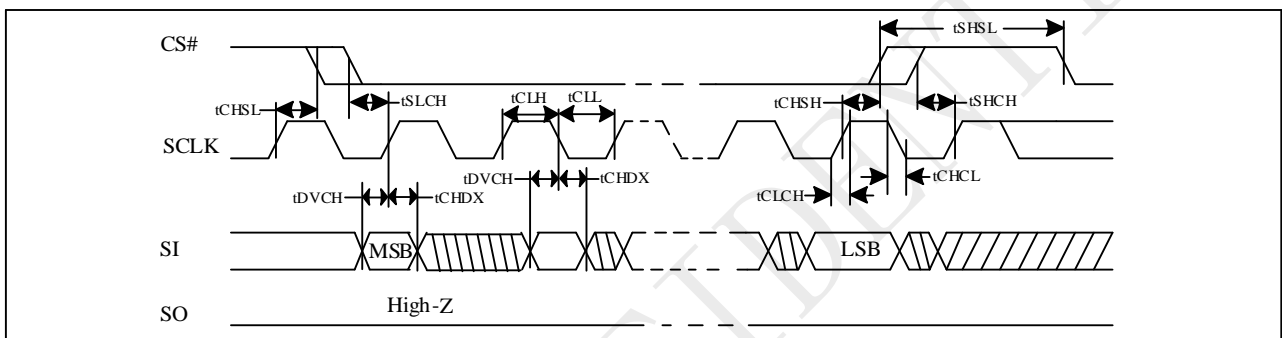 CS#
tSHSL
tCHSL
tSLCH
tCLH
tCLL
tCHSH
tSHCH
SCLK
tDVCH
tCHDX
tDVCH
tCHDX
tCLCH
tCHCL
SI
MSB
LSB
SO
High-Z